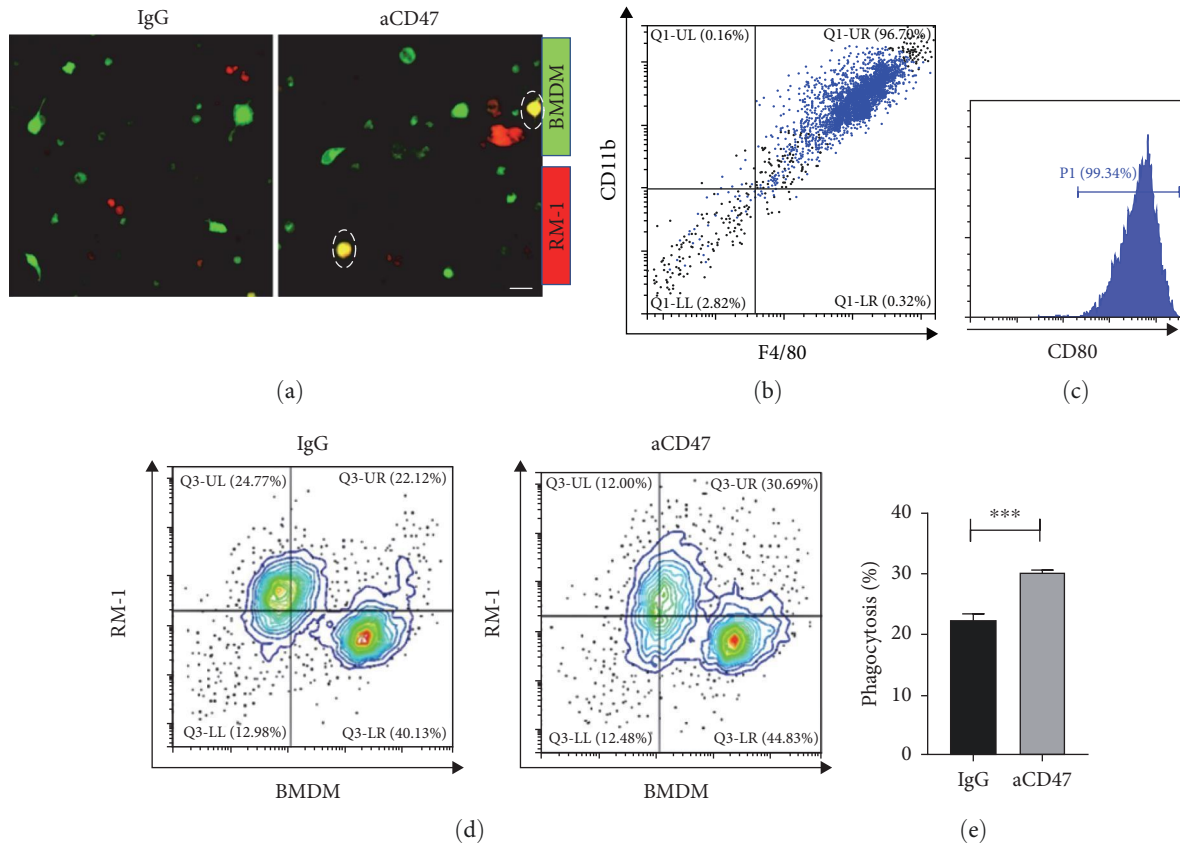 IgG
aCD47
BMDM
RM-1
(a)
Q1-UL (0.16%)
Q1-UR (96.70%)
CD11b
Q1-LL (2.82%)
Q1-LR (0.32%)
F4/80
(b)
P1 (99.34%)
CD80
(c)
IgG
Q3-UL (24.77%)
Q3-UR (22.12%)
RM-1
Q3-LL (12.98%)
Q3-LR (40.13%)
BMDM
aCD47
Q3-UL (12.00%)
Q3-UR (30.69%)
RM-1
Q3-LL (12.48%)
Q3-LR (44.83%)
BMDM
(d)
40
30
20
10
0
Phagocytosis (%)
***
IgG
aCD47
(e)